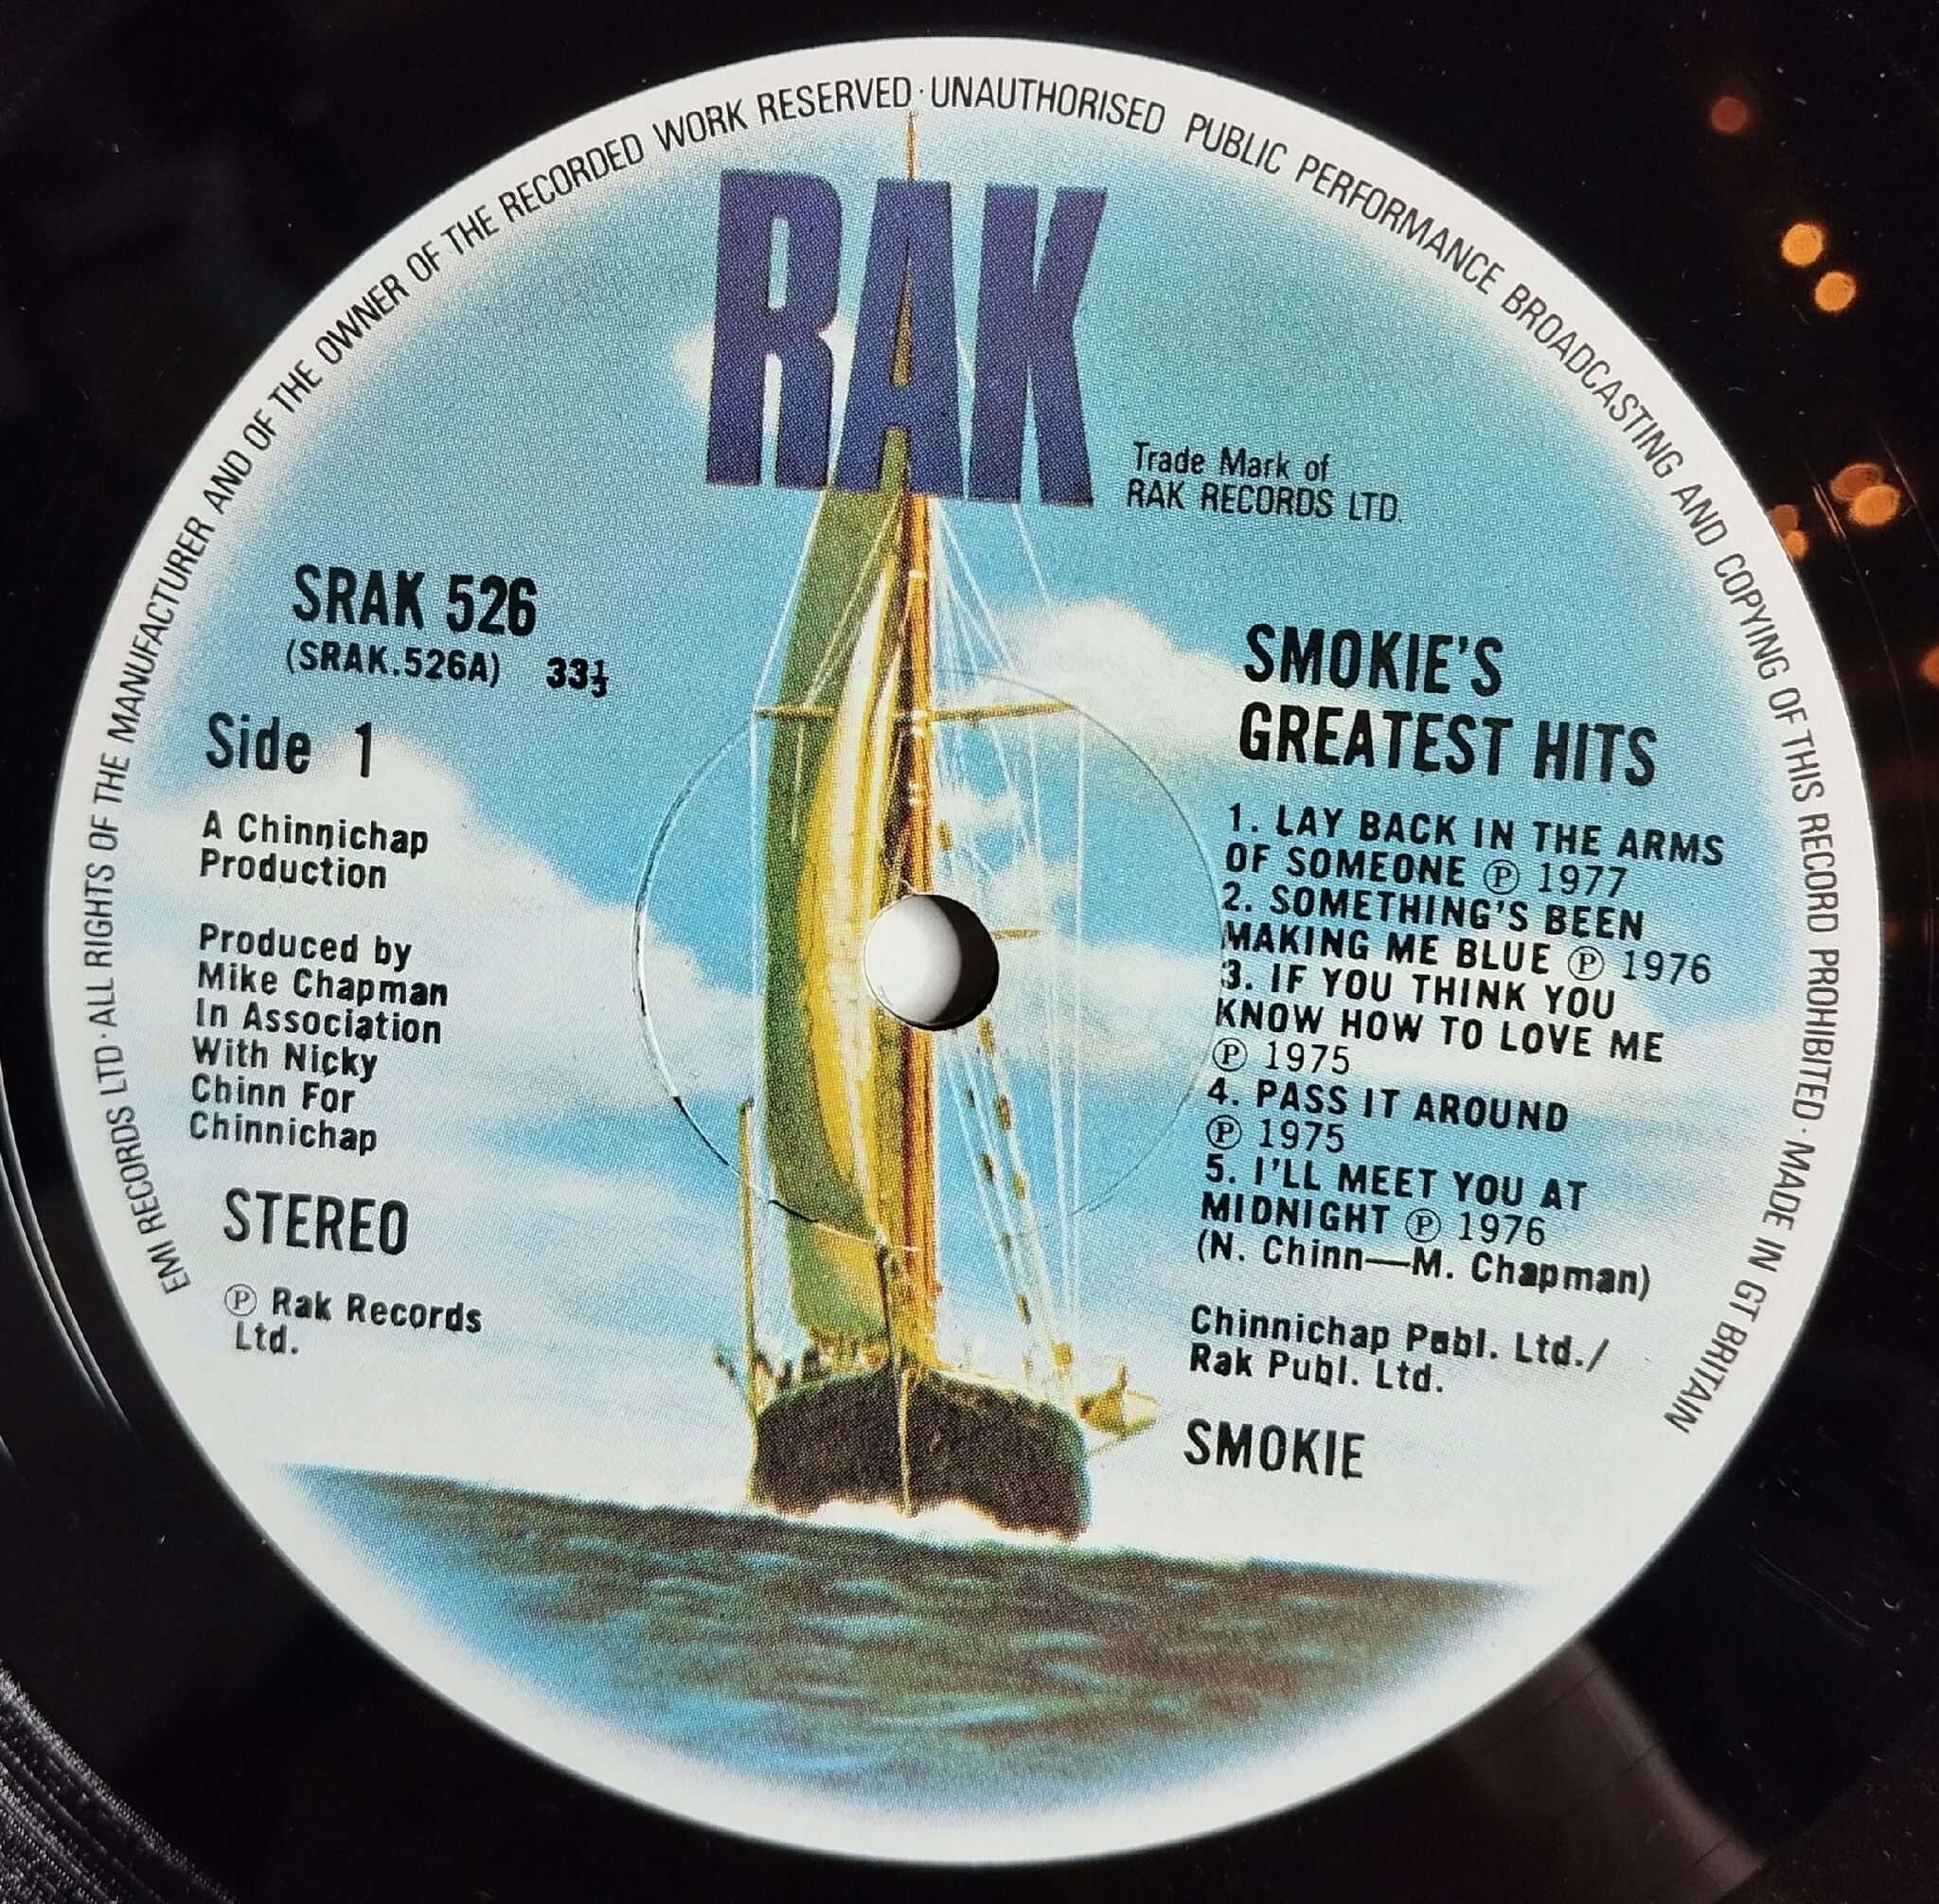 EMI RECORDS LTD · ALL RIGHTS OF THE MANUFACTURER AND OF THE OWNER OF THE RECORDED WORK RESERVED · UNAUTHORISED PUBLIC PERFORMANCE BROADCASTING AND COPYING OF THIS RECORD PROHIBITED · MADE IN GT BRITAIN
RAK
Trade Mark of
RAK RECORDS LTD.
SRAK 526
(SRAK.526A) 33⅓
Side 1
A Chinnichap
Production
Produced by
Mike Chapman
In Association
With Nicky
Chinn For
Chinnichap
STEREO
℗ Rak Records
Ltd.
SMOKIE'S
GREATEST HITS
1. LAY BACK IN THE ARMS
OF SOMEONE ℗ 1977
2. SOMETHING'S BEEN
MAKING ME BLUE ℗ 1976
3. IF YOU THINK YOU
KNOW HOW TO LOVE ME
℗ 1975
4. PASS IT AROUND
℗ 1975
5. I'LL MEET YOU AT
MIDNIGHT ℗ 1976
(N. Chinn—M. Chapman)
Chinnichap Publ. Ltd./
Rak Publ. Ltd.
SMOKIE